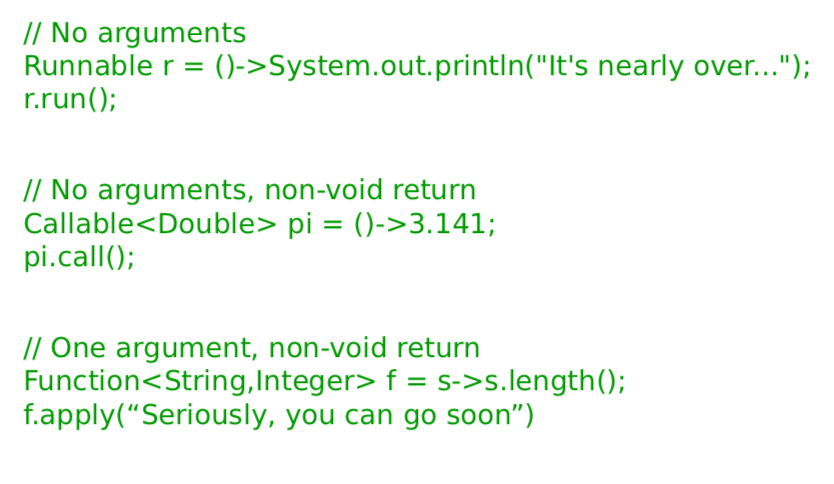 // No arguments
Runnable r = ()->System.out.println("It's nearly over...");
r.run();
// No arguments, non-void return
Callable<Double> pi = ()->3.141;
pi.call();
// One argument, non-void return
Function<String,Integer> f = s->s.length();
f.apply(“Seriously, you can go soon”)